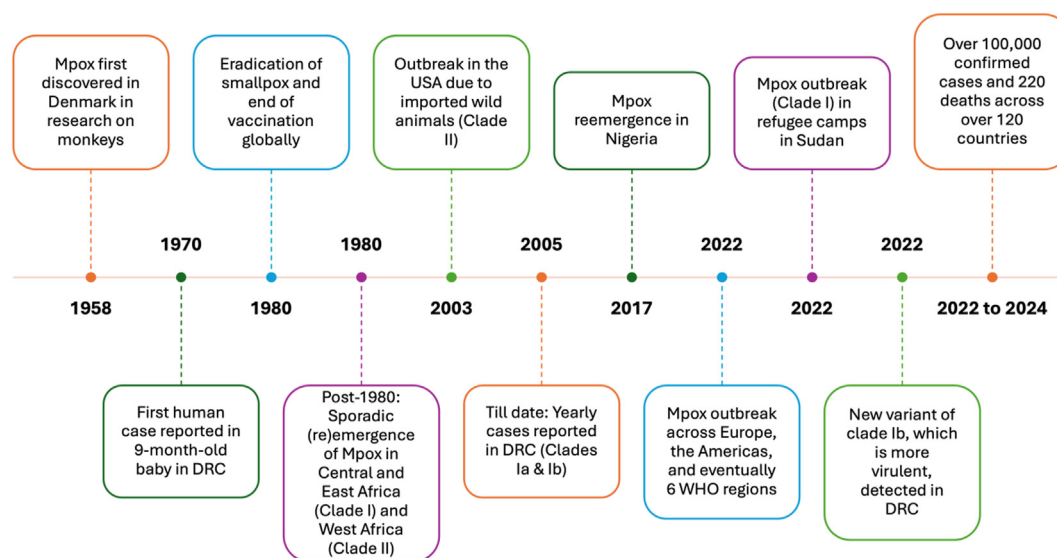 Mpox first
discovered in
Denmark in
research on
monkeys
Eradication of
smallpox and
end of
vaccination
globally
Outbreak in the
USA due to
imported wild
animals (Clade
II)
Mpox
reemergence in
Nigeria
Mpox outbreak
(Clade I) in
refugee camps
in Sudan
Over 100,000
confirmed
cases and 220
deaths across
over 120
countries
1970
1980
2005
2022
2022
1958
1980
2003
2017
2022
2022 to 2024
First human
case reported in
9-month-old
baby in DRC
Post-1980:
Sporadic
(re)emergence
of Mpox in
Central and
East Africa
(Clade I) and
West Africa
(Clade II)
Till date: Yearly
cases reported
in DRC (Clades
Ia & Ib)
Mpox outbreak
across Europe,
the Americas,
and eventually
6 WHO regions
New variant of
clade Ib, which
is more
virulent,
detected in
DRC